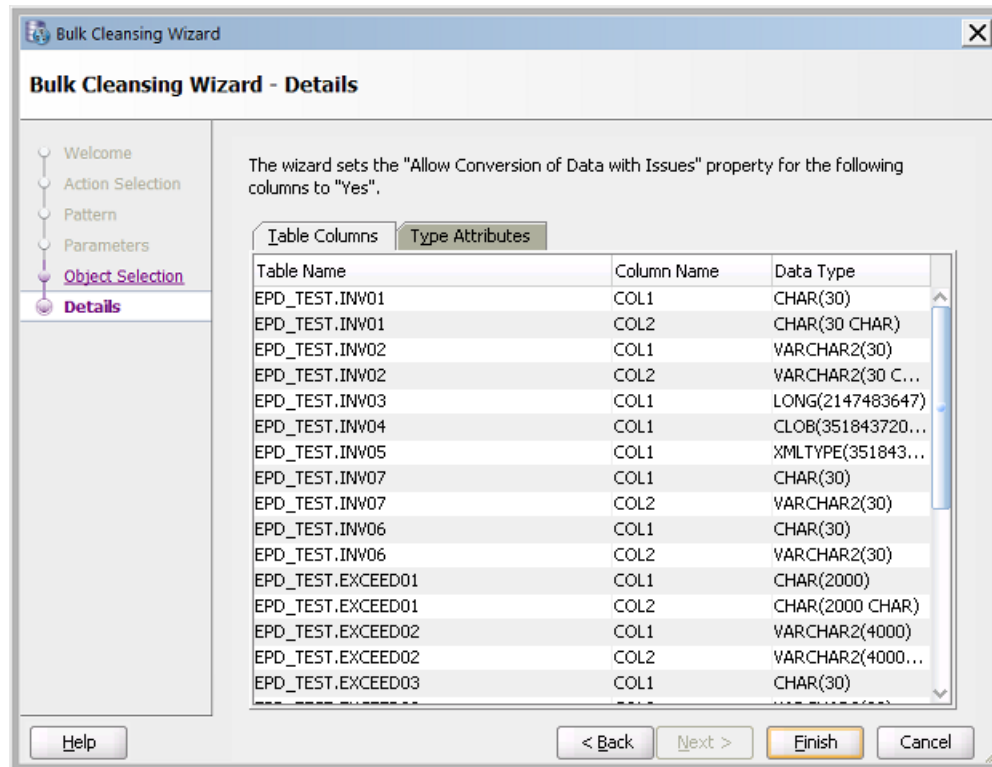 Bulk Cleansing Wizard
Bulk Cleansing Wizard - Details
Welcome
Action Selection
Pattern
Parameters
Object Selection
Details
The wizard sets the "Allow Conversion of Data with Issues" property for the following
columns to "Yes".
Table Columns Type Attributes
Table Name Column Name Data Type
EPD_TEST.INV01 COL1 CHAR(30)
EPD_TEST.INV01 COL2 CHAR(30 CHAR)
EPD_TEST.INV02 COL1 VARCHAR2(30)
EPD_TEST.INV02 COL2 VARCHAR2(30 C...
EPD_TEST.INV03 COL1 LONG(2147483647)
EPD_TEST.INV04 COL1 CLOB(351843720...
EPD_TEST.INV05 COL1 XMLTYPE(351843...
EPD_TEST.INV07 COL1 CHAR(30)
EPD_TEST.INV07 COL2 VARCHAR2(30)
EPD_TEST.INV06 COL1 CHAR(30)
EPD_TEST.INV06 COL2 VARCHAR2(30)
EPD_TEST.EXCEED01 COL1 CHAR(2000)
EPD_TEST.EXCEED01 COL2 CHAR(2000 CHAR)
EPD_TEST.EXCEED02 COL1 VARCHAR2(4000)
EPD_TEST.EXCEED02 COL2 VARCHAR2(4000...
EPD_TEST.EXCEED03 COL1 CHAR(30)
Help < Back Next > Finish Cancel